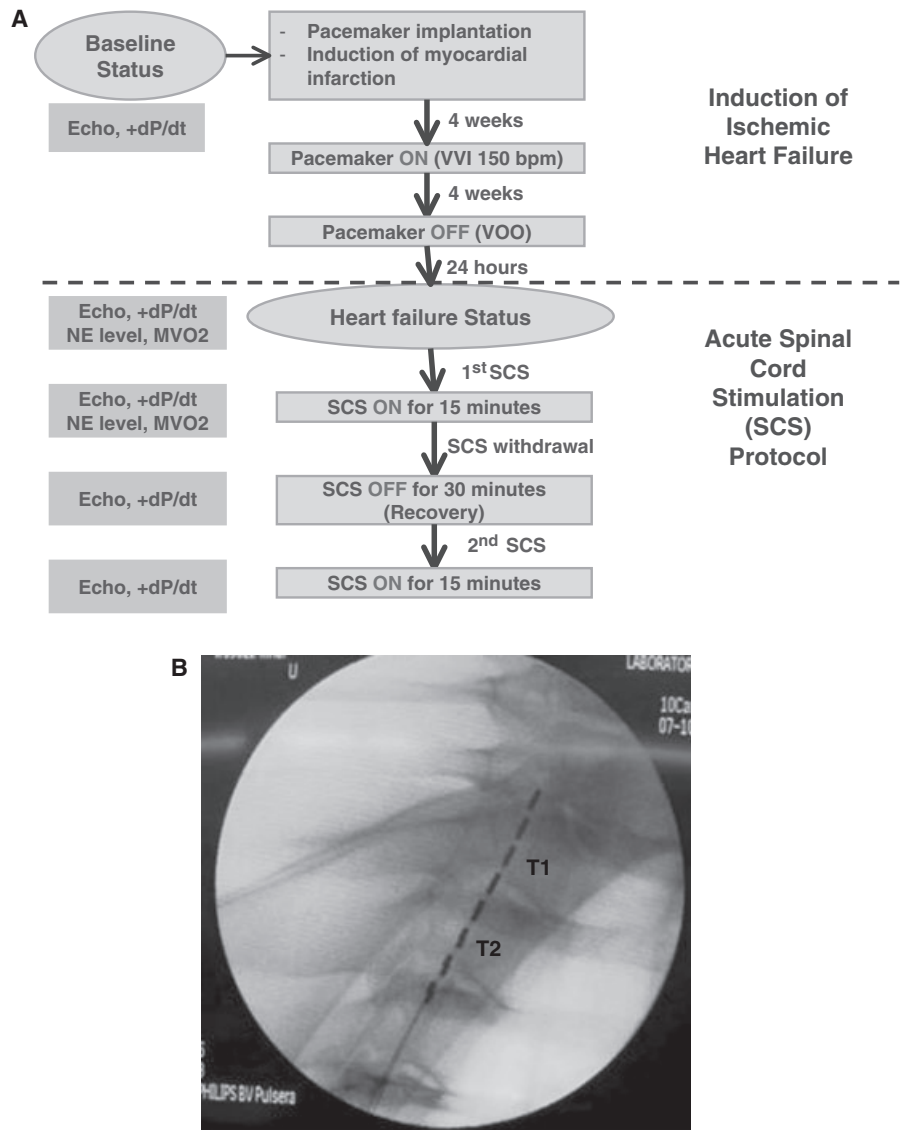 A
Baseline
Status
- Pacemaker implantation
- Induction of myocardial
infarction
Echo, +dP/dt
4 weeks
Pacemaker ON (VVI 150 bpm)
4 weeks
Pacemaker OFF (VOO)
24 hours
Induction of
Ischemic
Heart Failure
Echo, +dP/dt
NE level, MVO2
Heart failure Status
1st SCS
Echo, +dP/dt
NE level, MVO2
SCS ON for 15 minutes
SCS withdrawal
Echo, +dP/dt
SCS OFF for 30 minutes
(Recovery)
2nd SCS
Echo, +dP/dt
SCS ON for 15 minutes
Acute Spinal
Cord
Stimulation
(SCS)
Protocol
B
U
LABORATOR
10Ca
07-10
T1
T2
PHILIPS BV Pulsera